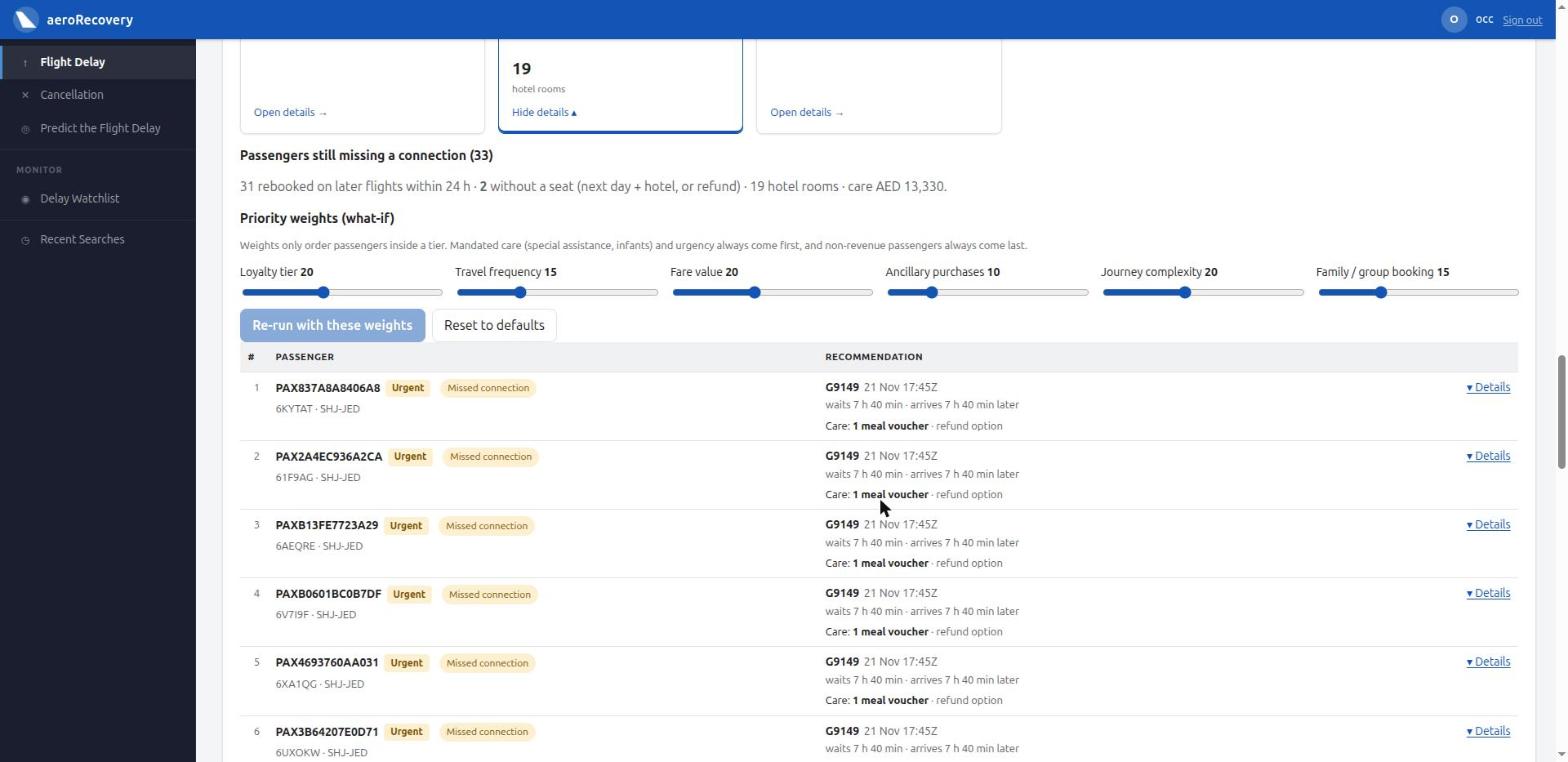 aeroRecovery
O OCC Sign out
↑ Flight Delay
✕ Cancellation
◎ Predict the Flight Delay
MONITOR
◉ Delay Watchlist
◷ Recent Searches
Open details →
19
hotel rooms
Hide details ▴
Open details →
Passengers still missing a connection (33)
31 rebooked on later flights within 24 h · 2 without a seat (next day + hotel, or refund) · 19 hotel rooms · care AED 13,330.
Priority weights (what-if)
Weights only order passengers inside a tier. Mandated care (special assistance, infants) and urgency always come first, and non-revenue passengers always come last.
Loyalty tier 20 Travel frequency 15 Fare value 20 Ancillary purchases 10 Journey complexity 20 Family / group booking 15
Re-run with these weights Reset to defaults
# PASSENGER RECOMMENDATION
1 PAX837A8A8406A8 Urgent Missed connection G9149 21 Nov 17:45Z ▾ Details
6KYTAT · SHJ-JED waits 7 h 40 min · arrives 7 h 40 min later
Care: 1 meal voucher · refund option
2 PAX2A4EC936A2CA Urgent Missed connection G9149 21 Nov 17:45Z ▾ Details
61F9AG · SHJ-JED waits 7 h 40 min · arrives 7 h 40 min later
Care: 1 meal voucher · refund option
3 PAXB13FE7723A29 Urgent Missed connection G9149 21 Nov 17:45Z ▾ Details
6AEQRE · SHJ-JED waits 7 h 40 min · arrives 7 h 40 min later
Care: 1 meal voucher · refund option
4 PAXB0601BC0B7DF Urgent Missed connection G9149 21 Nov 17:45Z ▾ Details
6V7I9F · SHJ-JED waits 7 h 40 min · arrives 7 h 40 min later
Care: 1 meal voucher · refund option
5 PAX4693760AA031 Urgent Missed connection G9149 21 Nov 17:45Z ▾ Details
6XA1QG · SHJ-JED waits 7 h 40 min · arrives 7 h 40 min later
Care: 1 meal voucher · refund option
6 PAX3B64207E0D71 Urgent Missed connection G9149 21 Nov 17:45Z ▾ Details
6UXOKW · SHJ-JED waits 7 h 40 min · arrives 7 h 40 min later